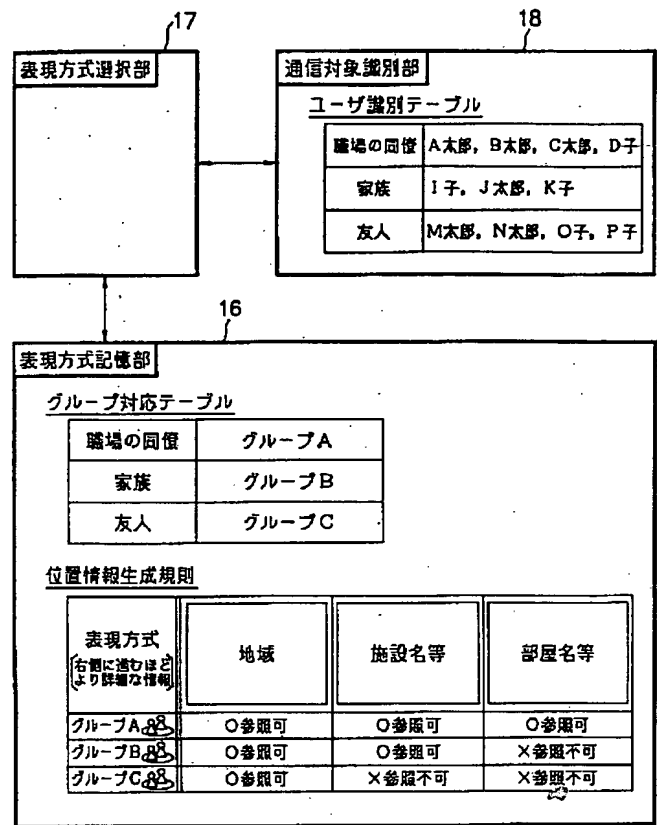 17
表現方式選択部
18
通信対象識別部
ユーザ識別テーブル
職場の同僚 A太郎，B太郎，C太郎，D子
家族 I子，J太郎，K子
友人 M太郎，N太郎，O子，P子
16
表現方式記憶部
グループ対応テーブル
職場の同僚 グループA
家族 グループB
友人 グループC
位置情報生成規則
表現方式
右側に進むほど
より詳細な情報
地域 施設名等 部屋名等
グループA ○参照可 ○参照可 ○参照可
グループB ○参照可 ○参照可 ×参照不可
グループC ○参照可 ×参照不可 ×参照不可